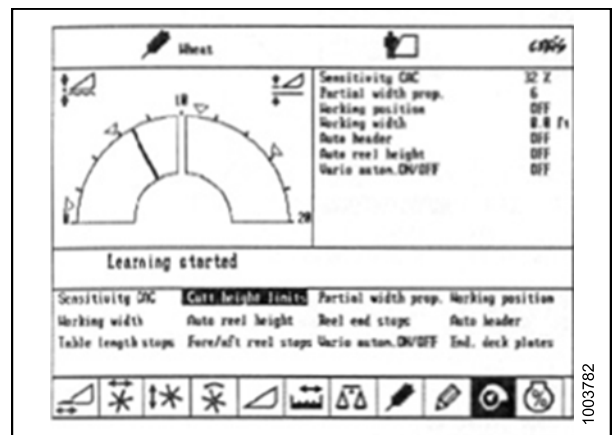 Wheat CEBIS
Sensitivity CAC 32 %
Partial width prop. 6
Working position OFF
Working width 0.0 ft
Auto header OFF
Auto reel height OFF
Vario autom.ON/OFF OFF
10
0
20
Learning started
Sensitivity CAC Cutt.height limits Partial width prop. Working position
Working width Auto reel height Reel end stops Auto header
Table length stops Fore/aft reel stops Vario autom.ON/OFF End. deck plates
%
1003782